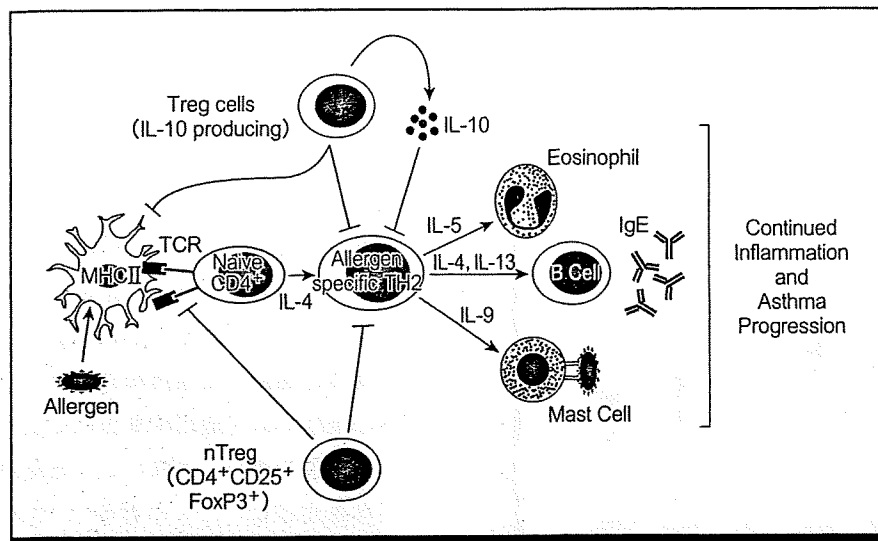 Treg cells
(IL-10 producing)
IL-10
Eosinophil
TCR
IL-5
IgE
MHCII
Naive
CD4+
Allergen
specific TH2
IL-4, IL-13
B Cell
IL-4
IL-9
Continued
Inflammation
and
Asthma
Progression
Allergen
Mast Cell
nTreg
(CD4+CD25+
FoxP3+)